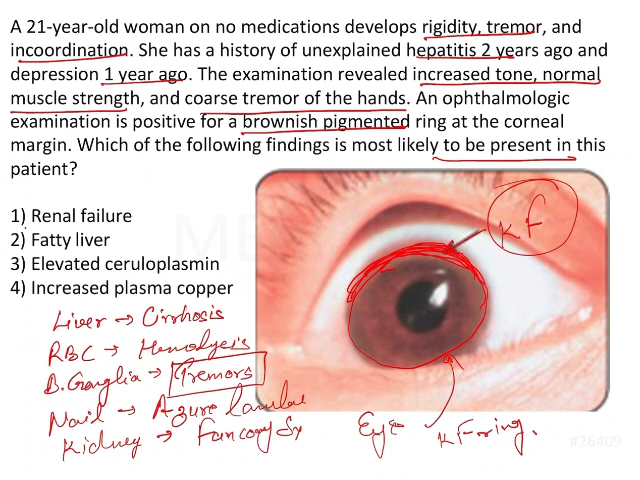 A 21-year-old woman on no medications develops rigidity, tremor, and
incoordination. She has a history of unexplained hepatitis 2 years ago and
depression 1 year ago. The examination revealed increased tone, normal
muscle strength, and coarse tremor of the hands. An ophthalmologic
examination is positive for a brownish pigmented ring at the corneal
margin. Which of the following findings is most likely to be present in this
patient?
1) Renal failure
2) Fatty liver
3) Elevated ceruloplasmin
4) Increased plasma copper
KF
Liver → Cirrhosis
RBC → Hemolysis
B. Ganglia → Tremors
Nail → Azure lanulae
Kidney → Fancony Sx
Eye KF ring.
#26409